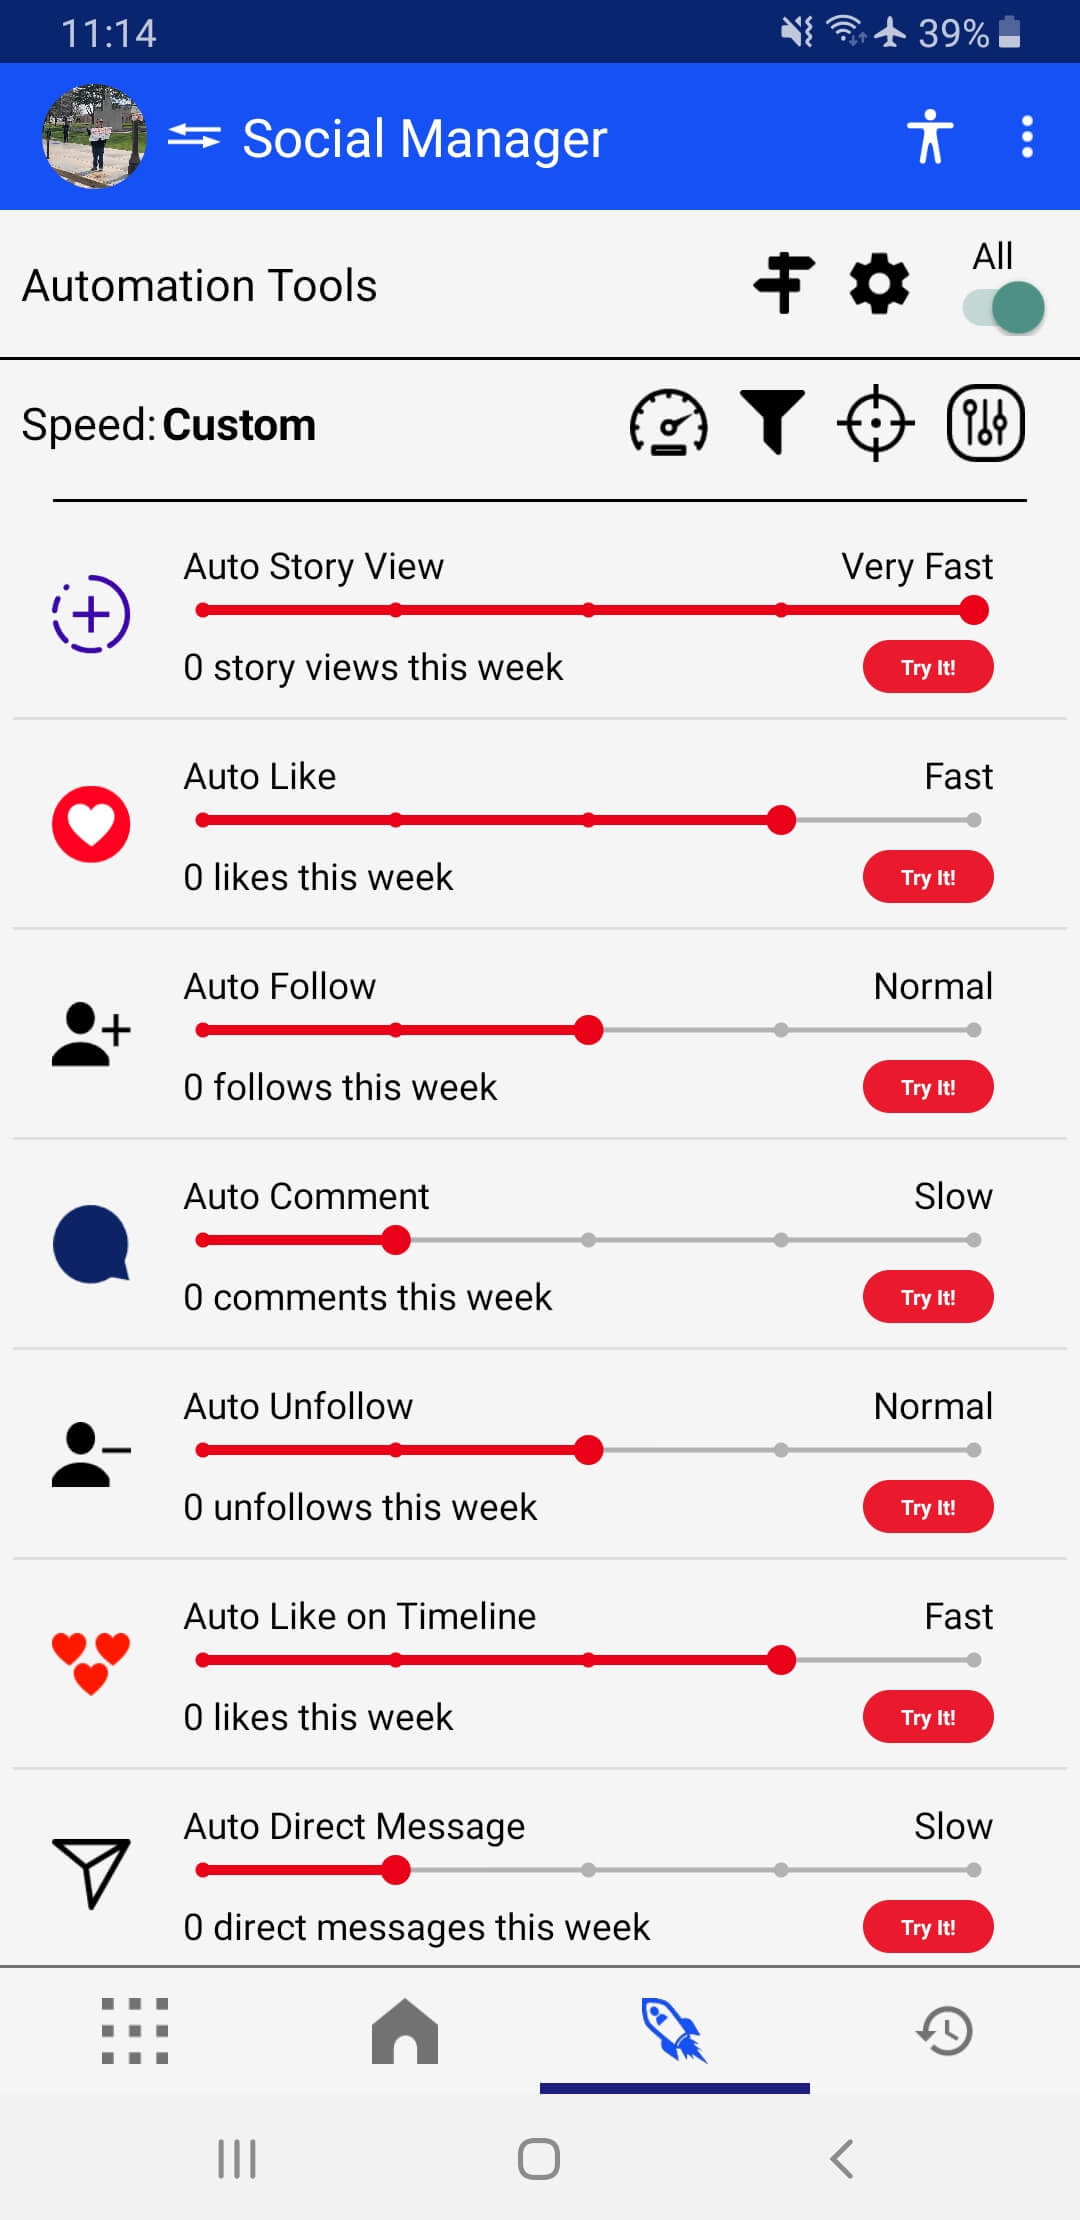 11:14 39%
Social Manager
All
Automation Tools
Speed: Custom
Auto Story View Very Fast
0 story views this week Try It!
Auto Like Fast
0 likes this week Try It!
Auto Follow Normal
0 follows this week Try It!
Auto Comment Slow
0 comments this week Try It!
Auto Unfollow Normal
0 unfollows this week Try It!
Auto Like on Timeline Fast
0 likes this week Try It!
Auto Direct Message Slow
0 direct messages this week Try It!